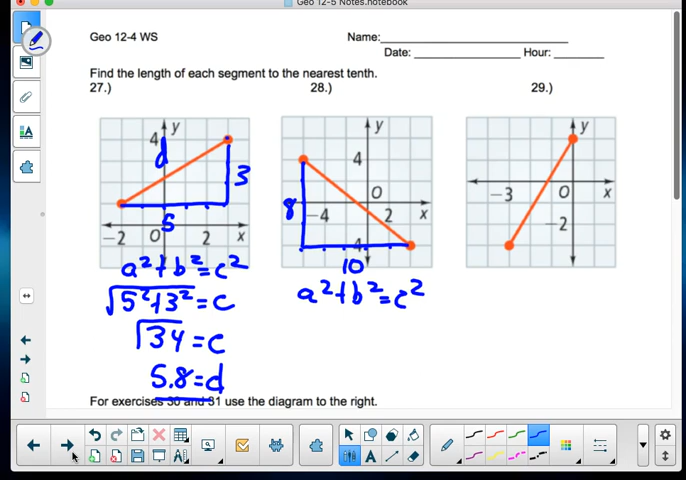 Geo 12-5 Notes.notebook
Geo 12-4 WS Name:
Date: Hour:
Find the length of each segment to the nearest tenth.
27.) 28.) 29.)
4 y d 3 5 -2 0 2 x
y 4 0 8 -4 2 x 4 10
y -3 0 x -2
a²+b²=c²
√5²+3²=c
√34=c
5.8=d
a²+b²=c²
For exercises 30 and 31 use the diagram to the right.
A